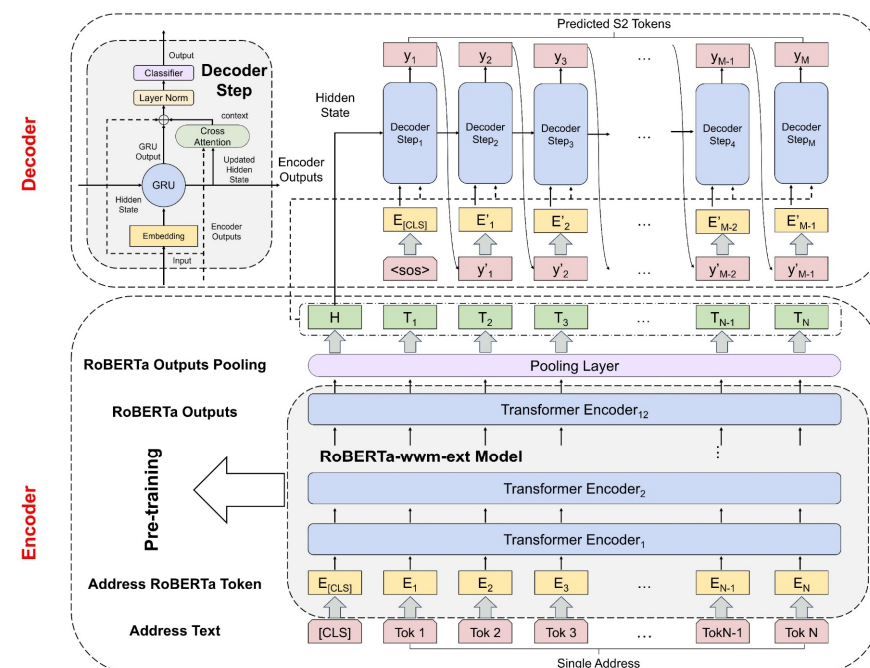 Predicted S2 Tokens
Output
Classifier
Layer Norm
Decoder
Step
context
Cross
Attention
GRU
Output
Updated
Hidden
State
GRU
Hidden
State
Encoder
Outputs
Embedding
Input
Encoder
Outputs
Decoder
Hidden
State
y1 y2 y3 ... yM-1 yM
Decoder
Step1
Decoder
Step2
Decoder
Step3
...
Decoder
Step4
Decoder
StepM
E[CLS] E'1 E'2 ... E'M-2 E'M-1
<sos> y'1 y'2 ... y'M-2 y'M-1
H T1 T2 T3 ... TN-1 TN
RoBERTa Outputs Pooling
Pooling Layer
RoBERTa Outputs
Transformer Encoder12
RoBERTa-wwm-ext Model
...
Transformer Encoder2
Transformer Encoder1
Pre-training
Encoder
Address RoBERTa Token
E[CLS] E1 E2 E3 ... EN-1 EN
Address Text
[CLS] Tok 1 Tok 2 Tok 3 ... TokN-1 Tok N
Single Address